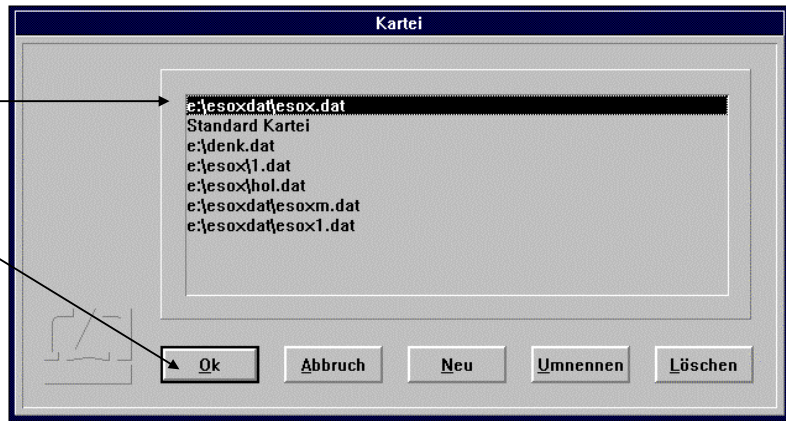 Kartei
e:\esoxdat\esox.dat
Standard Kartei
e:\denk.dat
e:\esox\1.dat
e:\esox\hol.dat
e:\esoxdat\esoxm.dat
e:\esoxdat\esox1.dat
Ok Abbruch Neu Umnennen Löschen